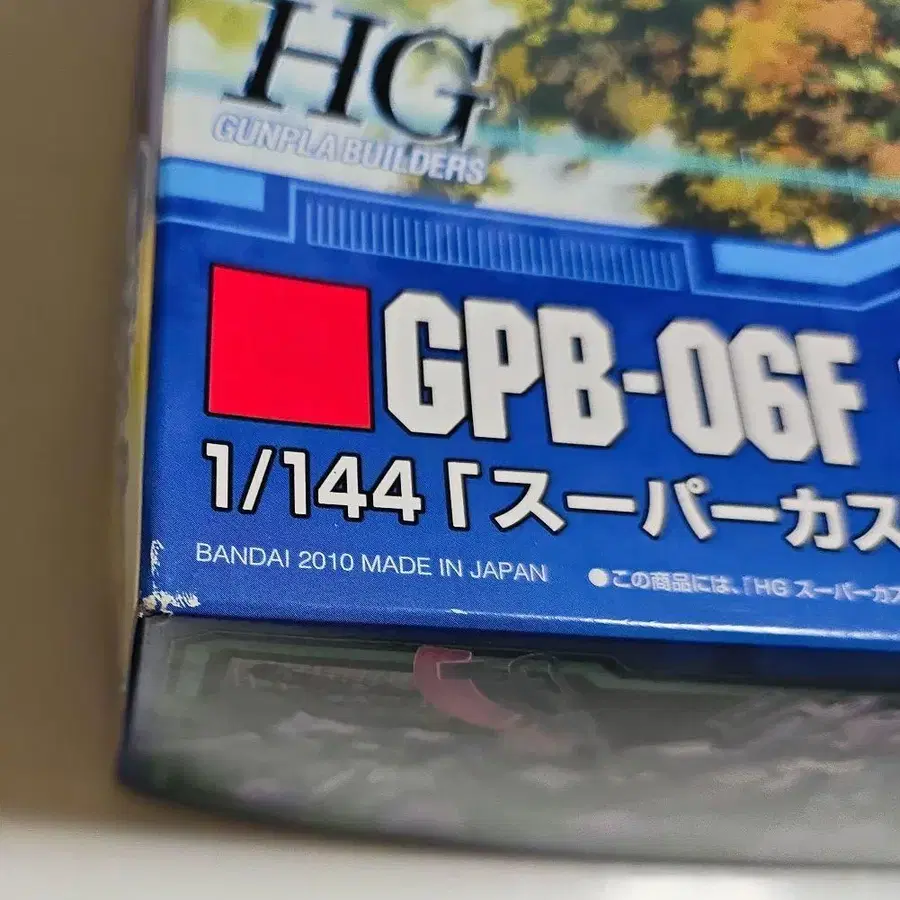 HG
GUNPLA BUILDERS
GPB-06F
1/144「スーパーカス
BANDAI 2010 MADE IN JAPAN
●この商品には、「HG スーパーカス